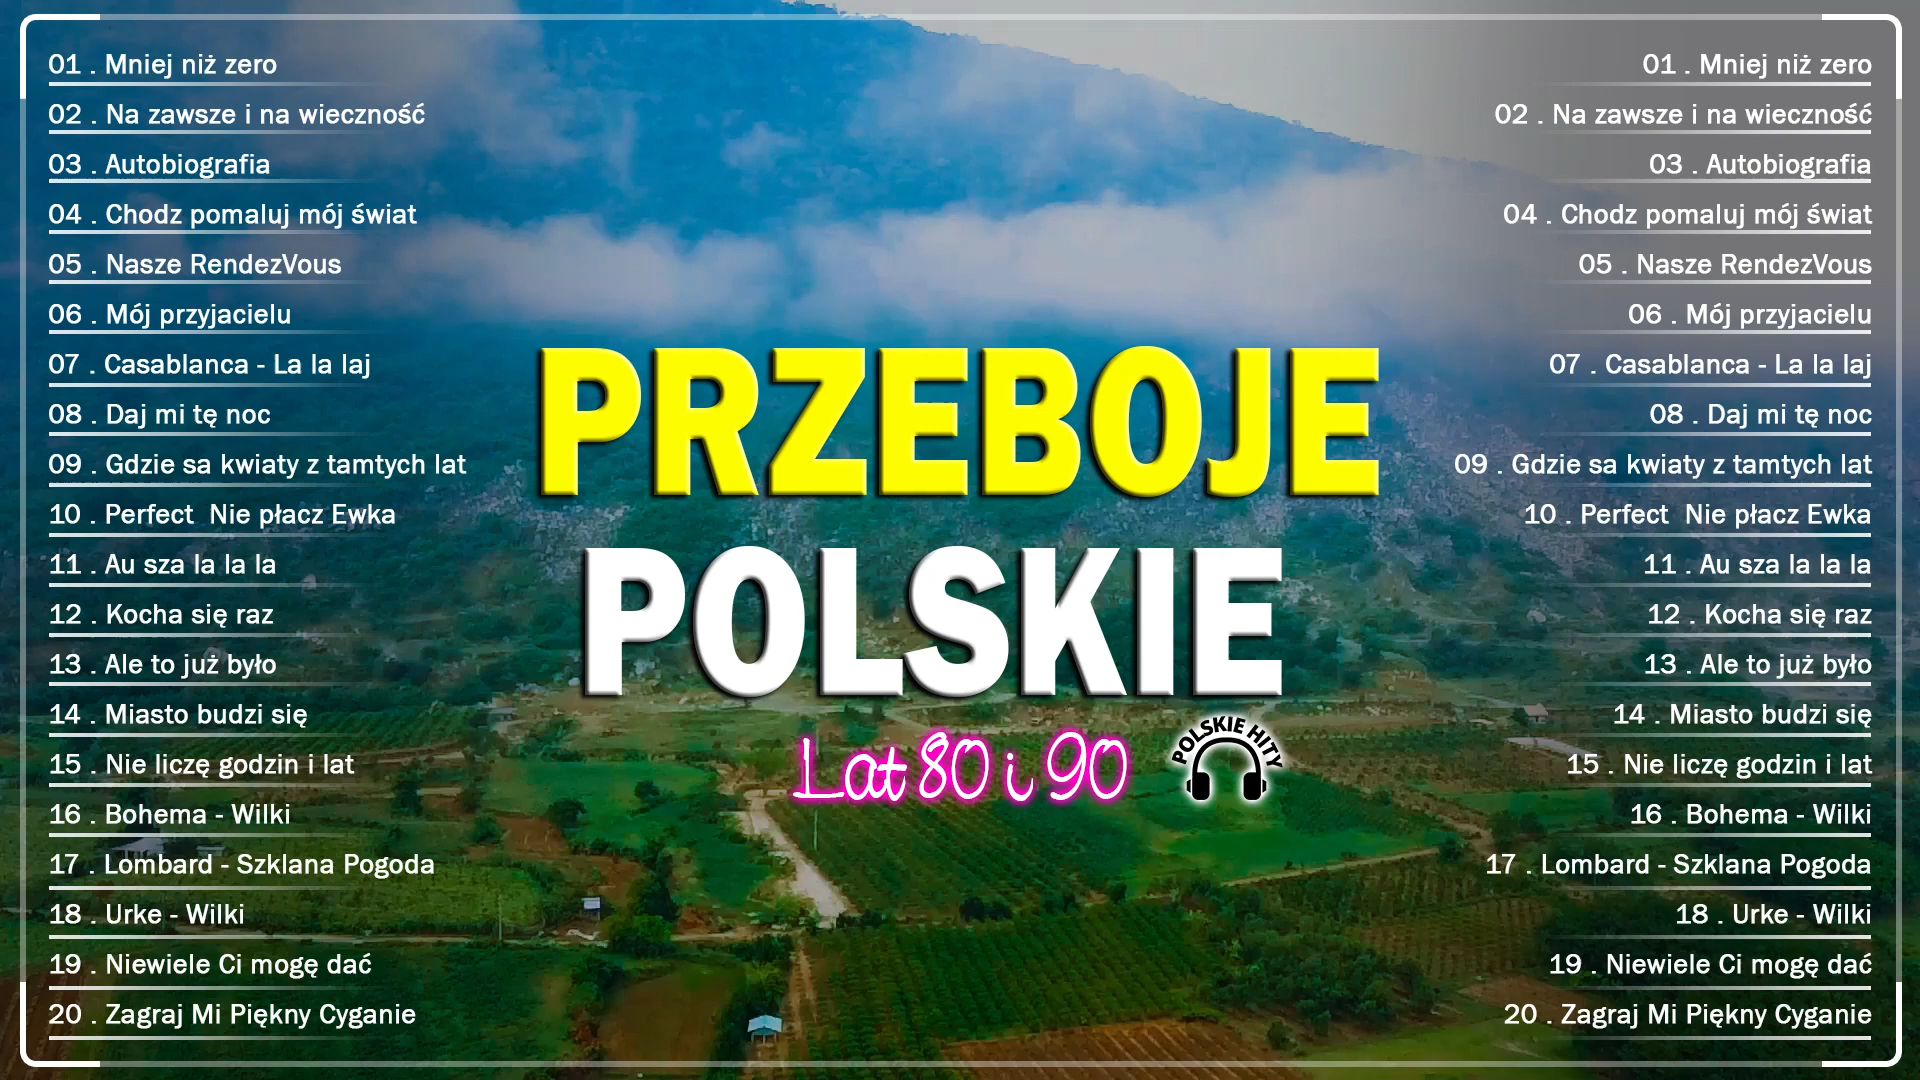 01 . Mniej niż zero
02 . Na zawsze i na wieczność
03 . Autobiografia
04 . Chodz pomaluj mój świat
05 . Nasze RendezVous
06 . Mój przyjacielu
07 . Casablanca - La la laj
08 . Daj mi tę noc
09 . Gdzie sa kwiaty z tamtych lat
10 . Perfect  Nie płacz Ewka
11 . Au sza la la la
12 . Kocha się raz
13 . Ale to już było
14 . Miasto budzi się
15 . Nie liczę godzin i lat
16 . Bohema - Wilki
17 . Lombard - Szklana Pogoda
18 . Urke - Wilki
19 . Niewiele Ci mogę dać
20 . Zagraj Mi Piękny Cyganie
PRZEBOJE
POLSKIE
Lat 80 i 90
POLSKIE HITY
01 . Mniej niż zero
02 . Na zawsze i na wieczność
03 . Autobiografia
04 . Chodz pomaluj mój świat
05 . Nasze RendezVous
06 . Mój przyjacielu
07 . Casablanca - La la laj
08 . Daj mi tę noc
09 . Gdzie sa kwiaty z tamtych lat
10 . Perfect  Nie płacz Ewka
11 . Au sza la la la
12 . Kocha się raz
13 . Ale to już było
14 . Miasto budzi się
15 . Nie liczę godzin i lat
16 . Bohema - Wilki
17 . Lombard - Szklana Pogoda
18 . Urke - Wilki
19 . Niewiele Ci mogę dać
20 . Zagraj Mi Piękny Cyganie